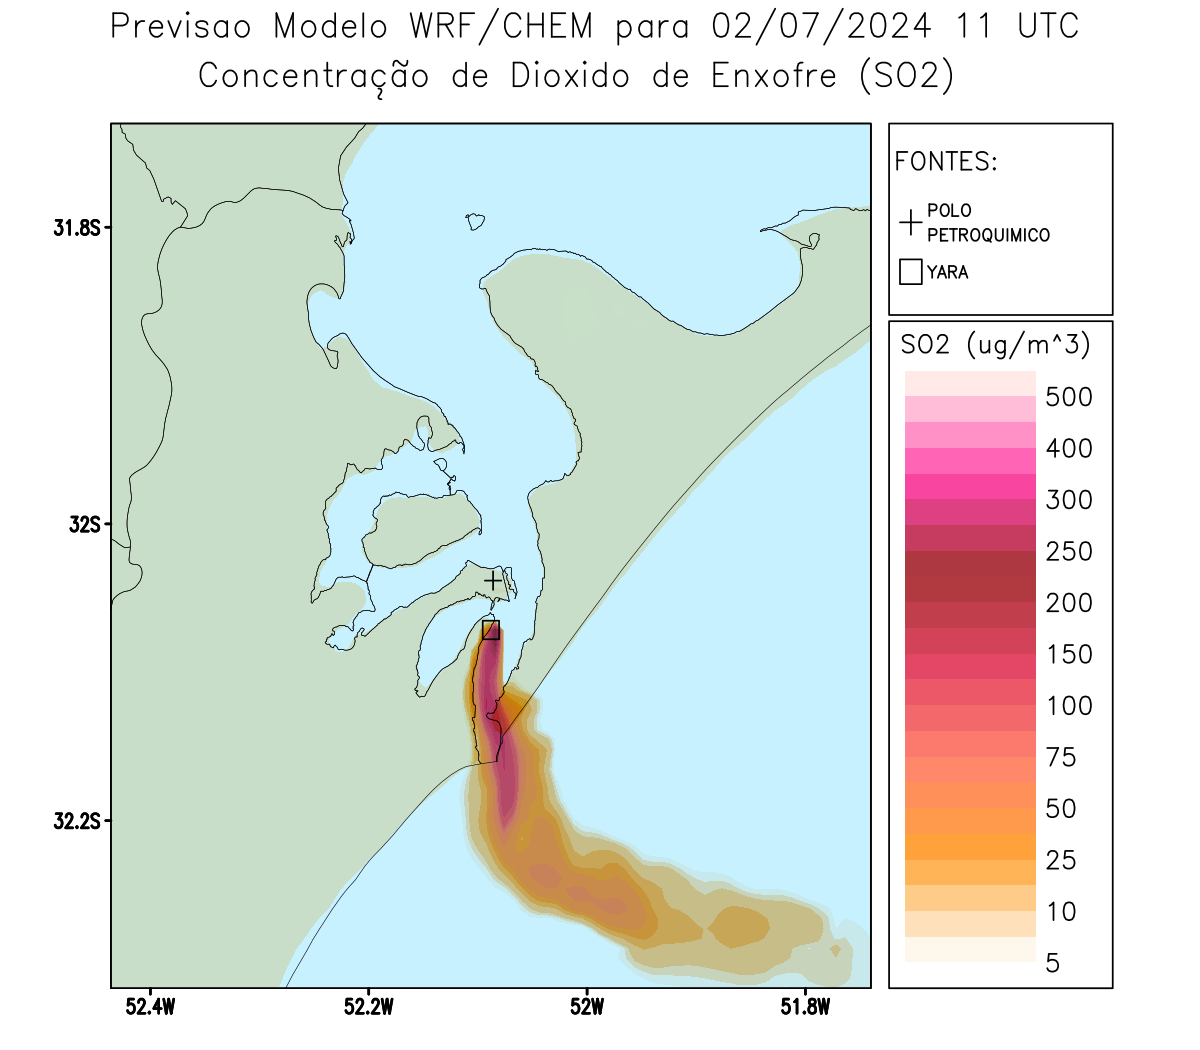 Previsao Modelo WRF/CHEM para 02/07/2024 11 UTC
Concentração de Dioxido de Enxofre (SO2)
FONTES:
POLO
PETROQUIMICO
YARA
SO2 (ug/m^3)
500
400
300
250
200
150
100
75
50
25
10
5
31.8S
32S
32.2S
52.4W
52.2W
52W
51.8W